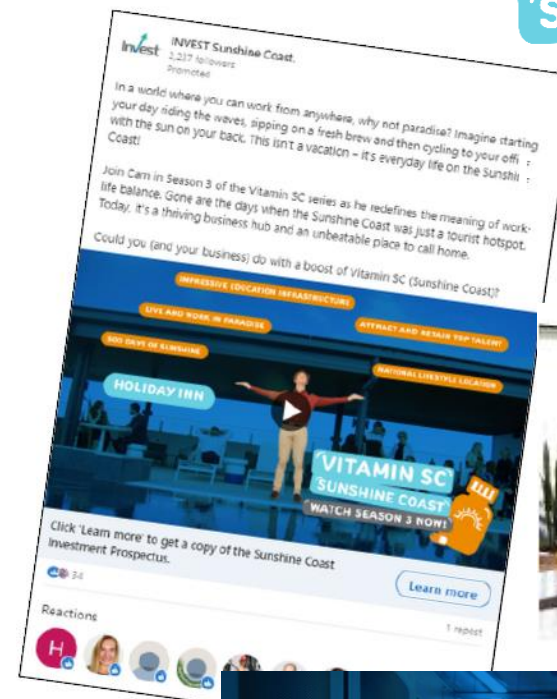 Invest
INVEST Sunshine Coast.
2,237 followers
Promoted
In a world where you can work from anywhere, why not paradise? Imagine starting
your day riding the waves, sipping on a fresh brew and then cycling to your offi
with the sun on your back. This isn't a vacation – it's everyday life on the Sunshi
Coast!
Join Cam in Season 3 of the Vitamin SC series as he redefines the meaning of work-
life balance. Gone are the days when the Sunshine Coast was just a tourist hotspot.
Today, it's a thriving business hub and an unbeatable place to call home.
Could you (and your business) do with a boost of Vitamin SC (Sunshine Coast)?
IMPRESSIVE EDUCATION INFRASTRUCTURE
LIVE AND WORK IN PARADISE
ATTRACT AND RETAIN TOP TALENT
300 DAYS OF SUNSHINE
NATIONAL LIFESTYLE LOCATION
HOLIDAY INN
VITAMIN SC
SUNSHINE COAST
WATCH SEASON 3 NOW!
Click 'Learn more' to get a copy of the Sunshine Coast
Investment Prospectus.
Learn more
34
1 repost
Reactions
H